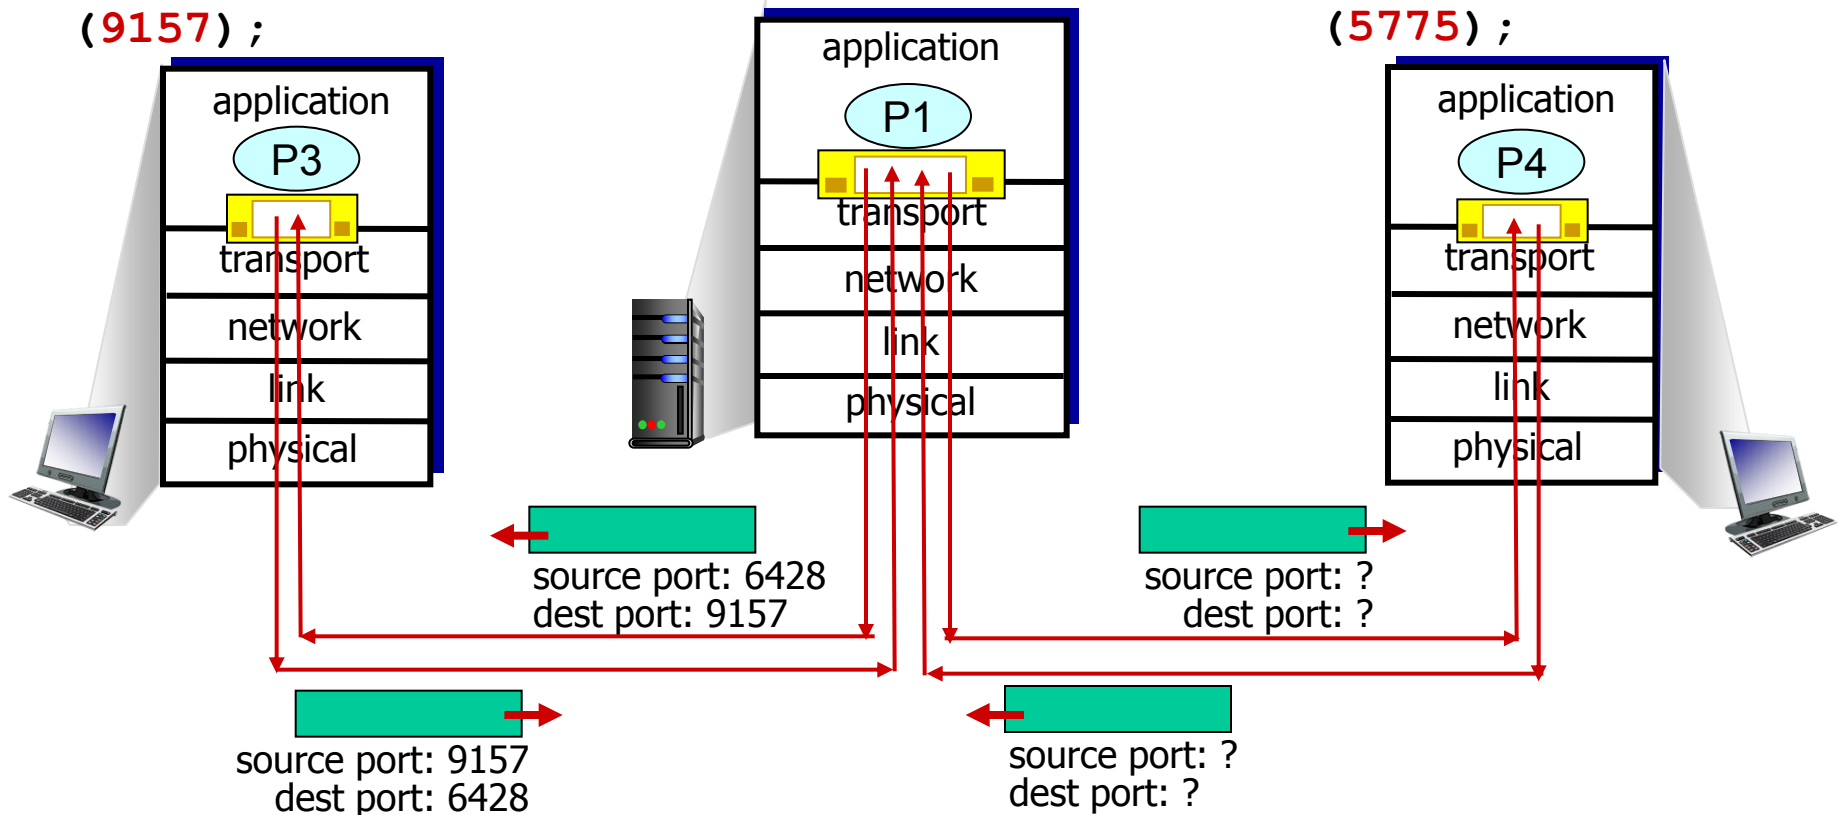 (9157);
application
P3
transport
network
link
physical
application
P1
transport
network
link
physical
(5775);
application
P4
transport
network
link
physical
source port: 6428
dest port: 9157
source port: ?
dest port: ?
source port: 9157
dest port: 6428
source port: ?
dest port: ?